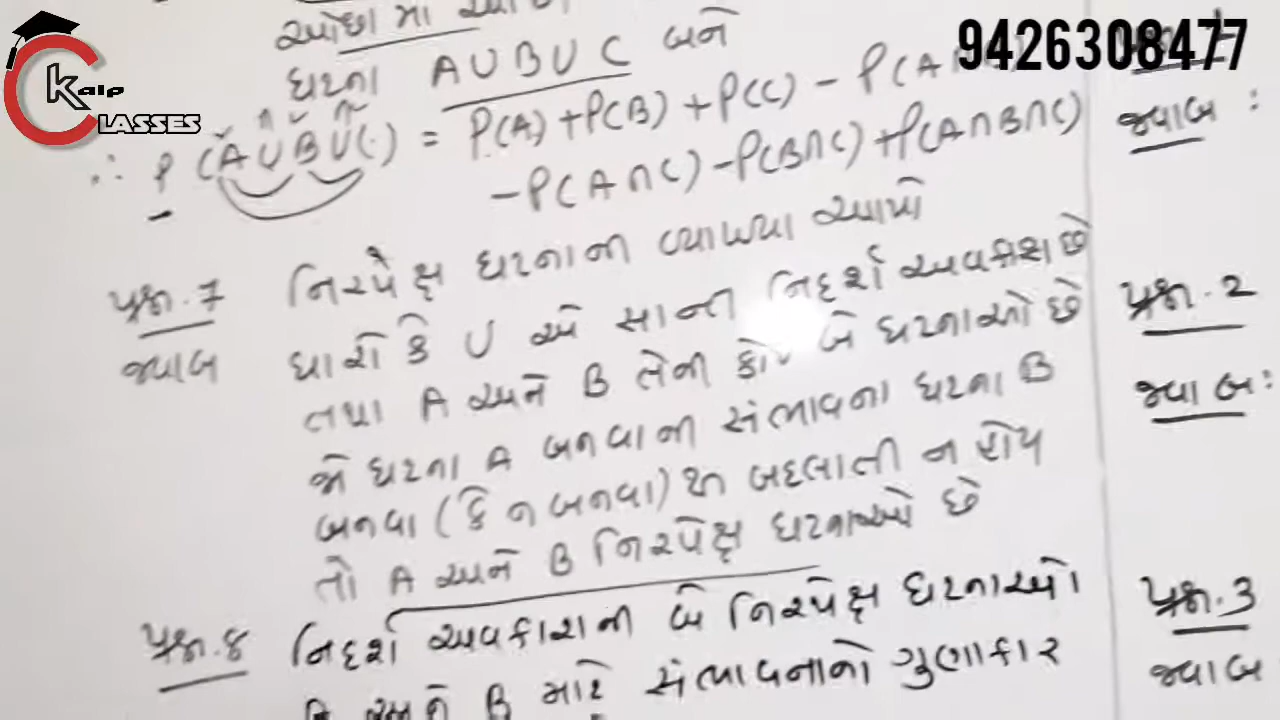 ઓછામાં
ઘટના A∪B∪C બને
∴ P (A∪B∪C) = P(A)+P(B)+P(C) – P(A
–P(A∩C) –P(B∩C) +P(A∩B∩C)
પ્રશ્ન.7 નિરપેક્ષ ઘટનાની વ્યાખ્યા આપો
જવાબ ધારો કે U એ સાન્ત નિદર્શ અવકાશ છે
તથા A અને B તેની કોઇ બે ઘટનાઓ છે
જો ઘટના A બનવાની સંભાવના ઘટના B
બનવા (કે ન બનવા) થી બદલાતી ન હોય
તો A અને B નિરપેક્ષ ઘટનાઓ છે
પ્રશ્ન.8 નિદર્શ અવકાશની બે નિરપેક્ષ ઘટનાઓ
A અને B માટે સંભાવનાનો ગુણાકાર
જવાબ :
પ્રશ્ન.2
જવાબ:
પ્રશ્ન.3
જવાબ
9426308477
Kalp
CLASSES